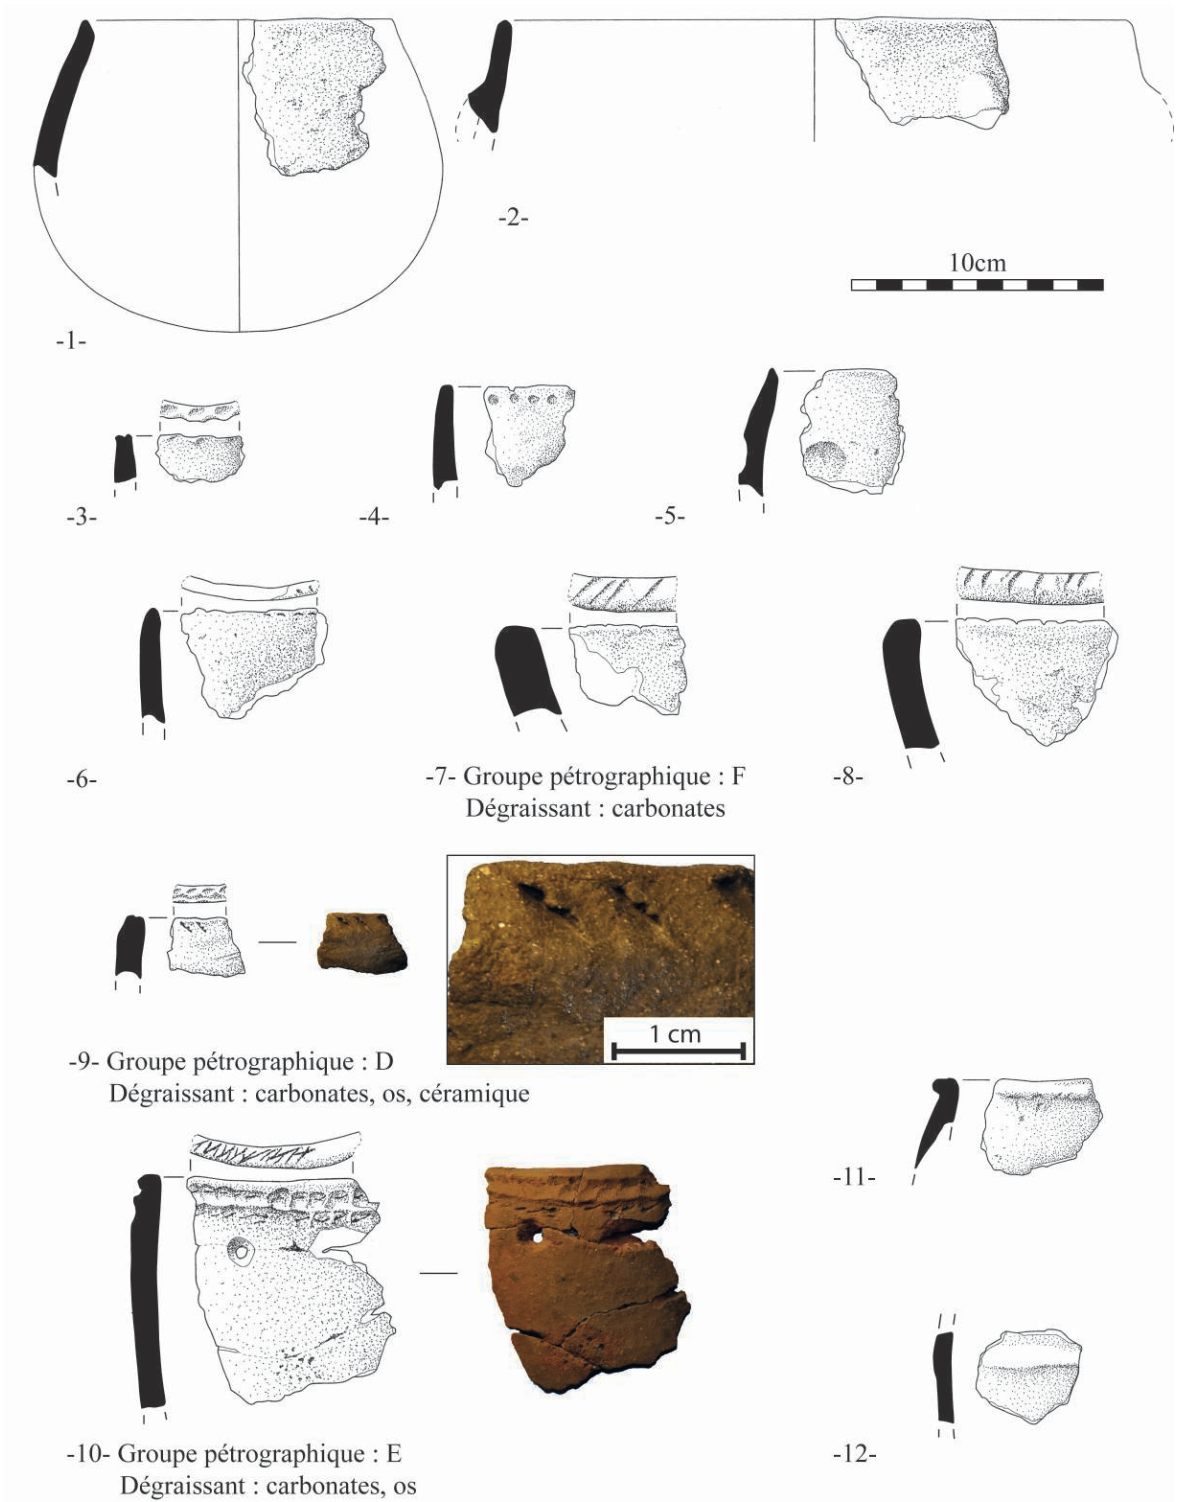 -1-
-2-
10cm
-3-
-4-
-5-
-6-
-7- Groupe pétrographique : F
Dégraissant : carbonates
-8-
1 cm
-9- Groupe pétrographique : D
Dégraissant : carbonates, os, céramique
-10- Groupe pétrographique : E
Dégraissant : carbonates, os
-11-
-12-